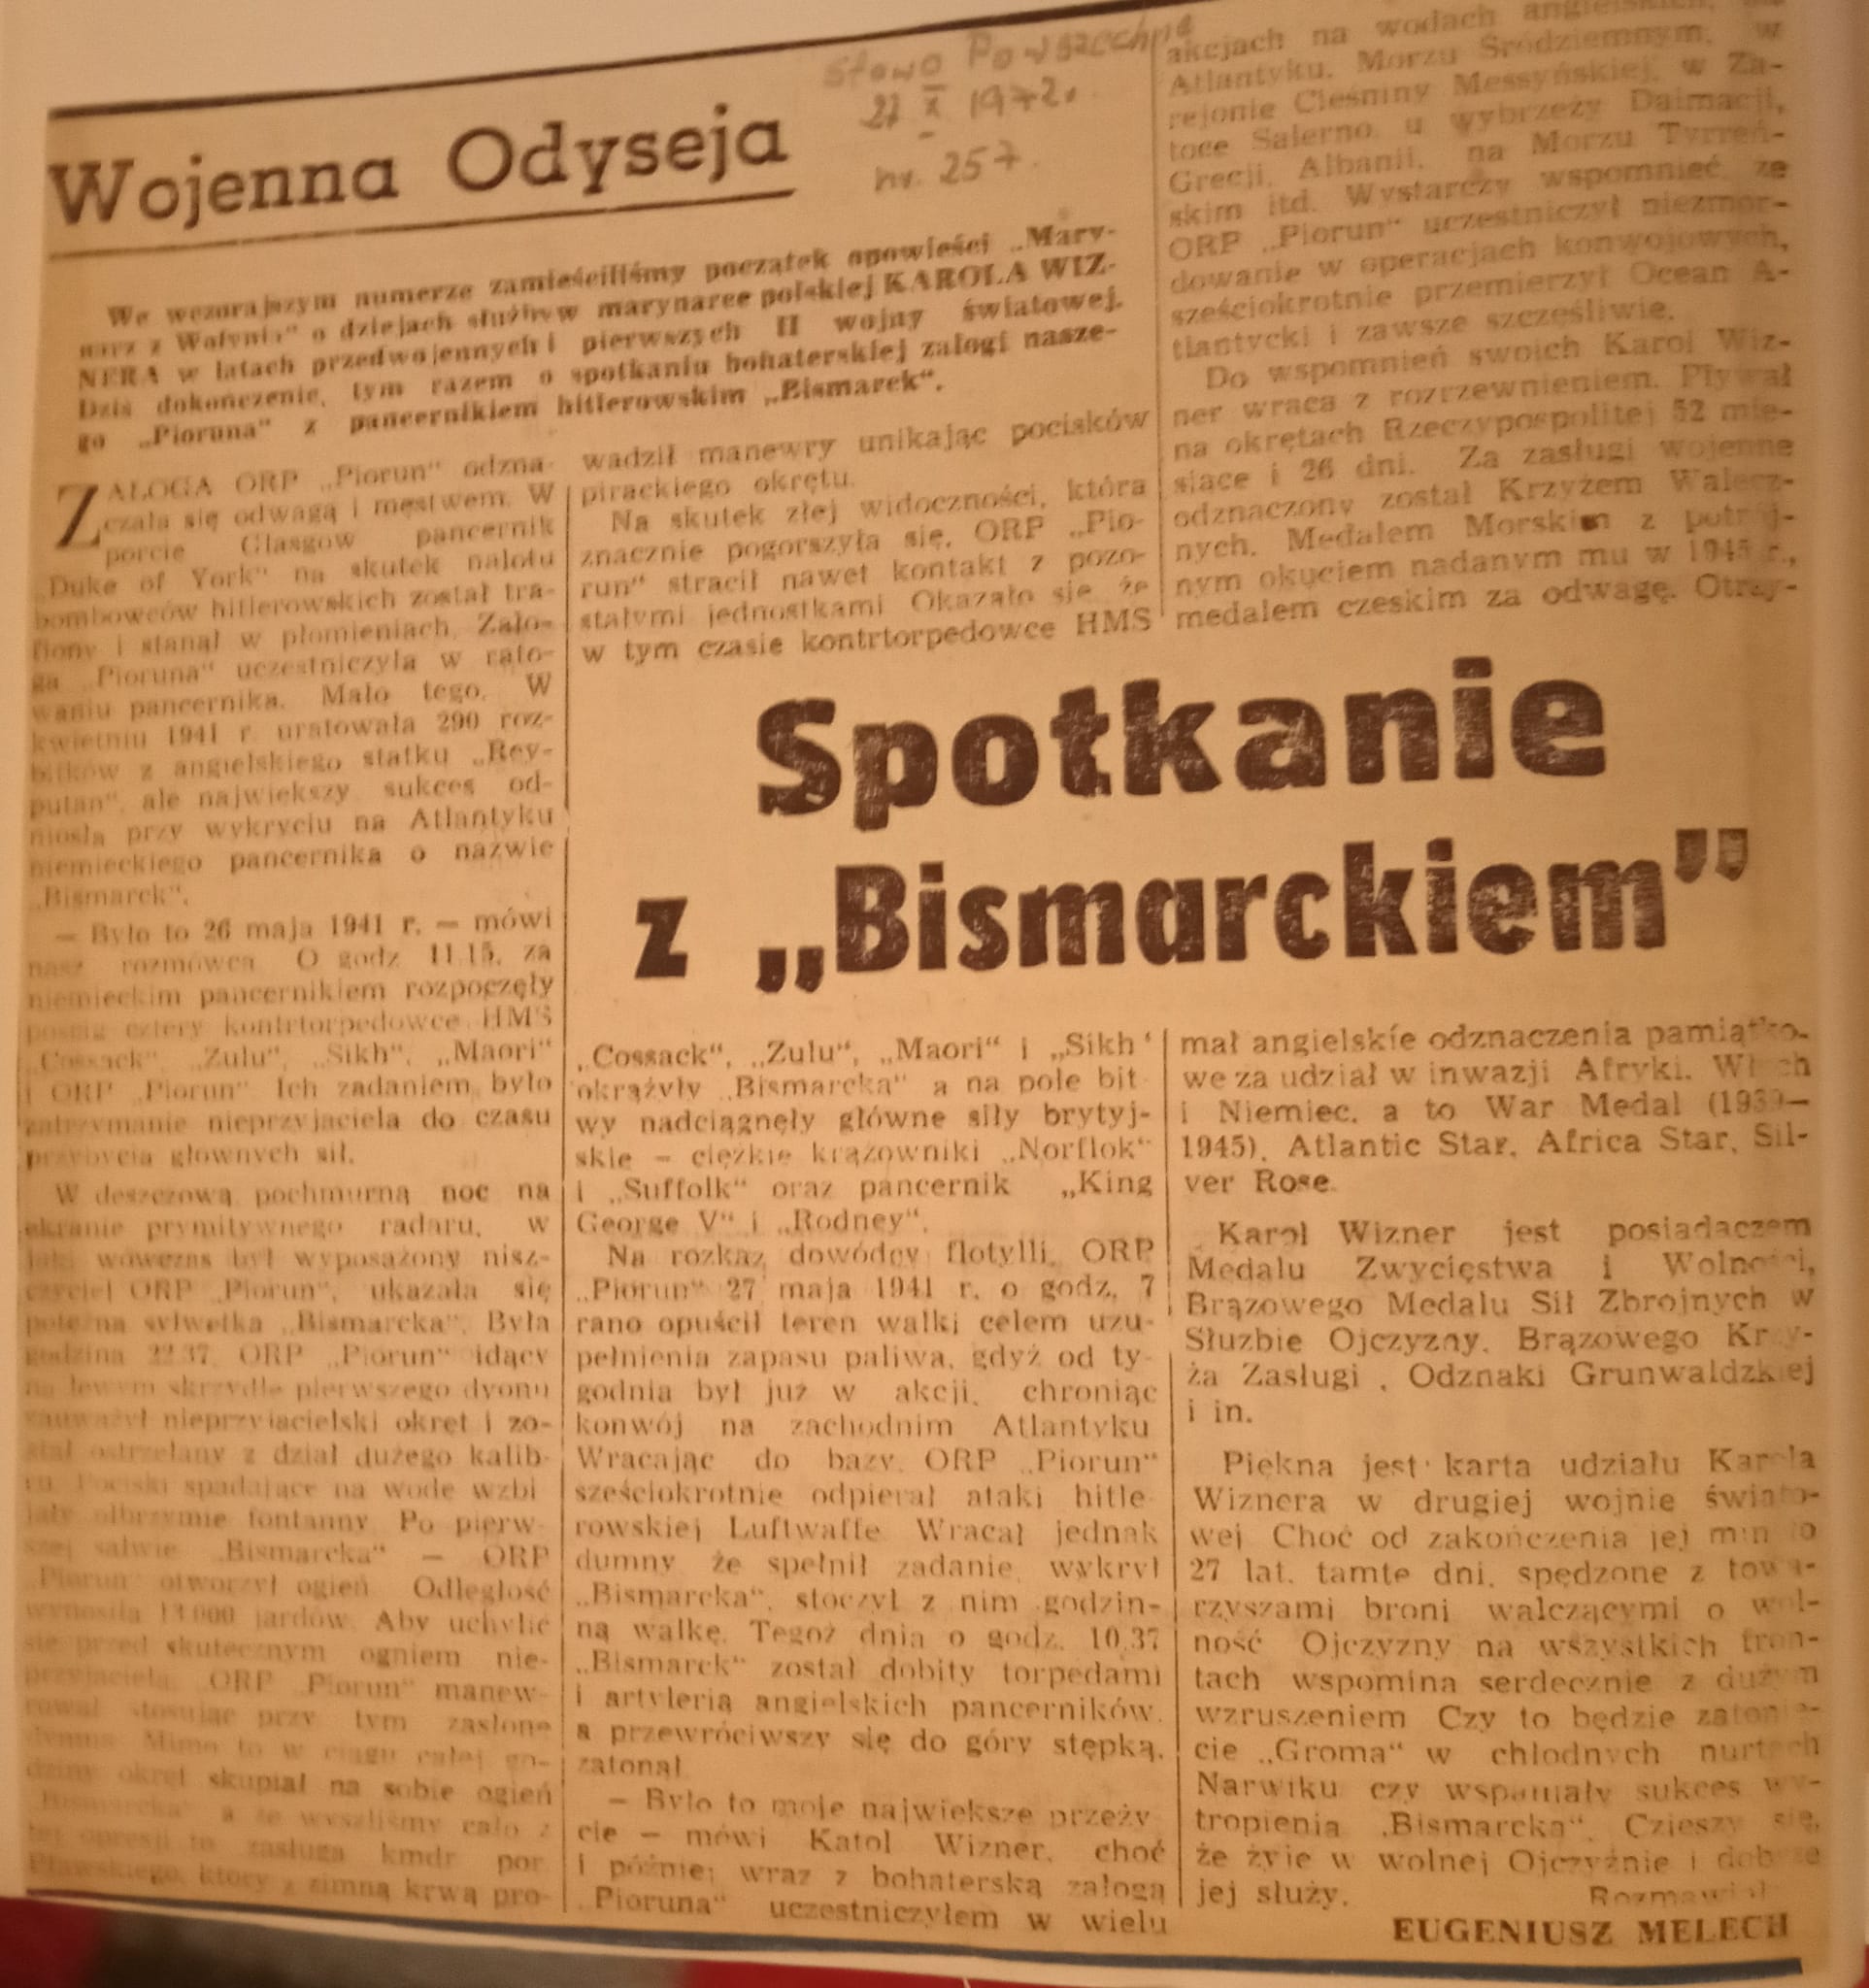 Słowo Powszechne
27 X 1972.
nr. 257.
Wojenna Odyseja
We wczorajszym numerze zamieściliśmy początek opowieści „Mary-
narz z Wołynia" o dziejach służby w marynarce polskiej KAROLA WIZ-
NERA w latach przedwojennych i pierwszych II wojny światowej.
Dziś dokończenie, tym razem o spotkaniu bohaterskiej załogi nasze-
go „Pioruna" z pancernikiem hitlerowskim „Bismarck".
Spotkanie
z „Bismarckiem”
ZAŁOGA ORP „Piorun" odzna-
czała się odwagą i męstwem. W
porcie Glasgow pancernik
„Duke of York" na skutek nalotu
bombowców hitlerowskich został tra-
fiony i stanął w płomieniach. Zało-
ga „Pioruna" uczestniczyła w rato-
waniu pancernika. Mało tego. W
kwietniu 1941 r. uratowała 290 roz-
bitków z angielskiego statku „Rey-
putan", ale największy sukces od-
niosła przy wykryciu na Atlantyku
niemieckiego pancernika o nazwie
„Bismarck".
— Było to 26 maja 1941 r. — mówi
nasz rozmówca. O godz 11.15, za
niemieckim pancernikiem rozpoczęły
pościg cztery kontrtorpedowce HMS
„Cossack", „Zulu", „Sikh", „Maori"
i ORP „Piorun" Ich zadaniem było
zatrzymanie nieprzyjaciela do czasu
przybycia głównych sił.
W deszczową, pochmurną noc na
ekranie prymitywnego radaru, w
jaki wówczas był wyposażony nisz-
czyciel ORP „Piorun", ukazała się
potężna sylwetka „Bismarcka". Była
godzina 22.37. ORP „Piorun" idący
na lewym skrzydle pierwszego dyonu
zauważył nieprzyjacielski okręt i zo-
stał ostrzelany z dział dużego kalib-
ru. Pociski spadające na wodę wzbi
jały olbrzymie fontanny. Po pierw-
szej salwie „Bismarcka" — ORP
„Piorun" otworzył ogień Odległość
wynosiła 13.000 jardów. Aby uchylić
się przed skutecznym ogniem nie-
przyjaciela, ORP „Piorun" manew-
rował stosując przy tym zasłonę
dymną. Mimo to w ciągu całej go-
dziny okręt skupiał na sobie ogień
„Bismarcka" a że wyszliśmy cało z
tej opresji to zasługa kmdr por.
Pławskiego, który z zimną krwą pro-
wadził manewry unikając pocisków
pirackiego okrętu.
Na skutek złej widoczności, która
znacznie pogorszyła się, ORP „Pio-
run" stracił nawet kontakt z pozo-
stałymi jednostkami Okazało się, że
w tym czasie kontrtorpedowce HMS
„Cossack", „Zulu", „Maori" i „Sikh"
okrążyły „Bismarcka" a na pole bit
wy nadciągnęły główne siły brytyj-
skie — ciężkie krążowniki „Norflok"
i „Suffolk" oraz pancernik „King
George V" i „Rodney".
Na rozkaz dowódcy flotylli, ORP
„Piorun" 27 maja 1941 r. o godz. 7
rano opuścił teren walki celem uzu-
pełnienia zapasu paliwa, gdyż od ty-
godnia był już w akcji, chroniąc
konwój na zachodnim Atlantyku
Wracając do bazy, ORP „Piorun"
sześciokrotnie odpierał ataki hitle
rowskiej Luftwaffe Wracał jednak
dumny że spełnił zadanie, wykrył
„Bismarcka", stoczył z nim godzin-
ną walkę. Tegoż dnia o godz. 10.37
„Bismarck" został dobity torpedami
i artylerią angielskich pancerników,
a przewróciwszy się do góry stępką,
zatonął
— Było to moje największe przeży
cie — mówi Katol Wizner, choć
i później wraz z bohaterską załogą
„Pioruna" uczestniczyłem w wielu
akcjach na wodach angielskich,
Atlantyku, Morzu Śródziemnym, w
rejonie Cieśniny Messyńskiej, w Za-
toce Salerno, u wybrzeży Dalmacji,
Grecji, Albanii, na Morzu Tyrreń-
skim itd. Wystarczy wspomnieć, że
ORP „Piorun" uczestniczył niezmor-
dowanie w operacjach konwojowych,
sześciokrotnie przemierzył Ocean A-
tlantycki i zawsze szczęśliwie.
Do wspomnień swoich Karol Wiz-
ner wraca z rozrzewnieniem. Pływał
na okrętach Rzeczypospolitej 52 mie-
siące i 26 dni. Za zasługi wojenne
odznaczony został Krzyżem Walecz-
nych, Medalem Morskim z potrój-
nym okuciem nadanym mu w 1945 r.,
medalem czeskim za odwagę. Otrzy-
mał angielskie odznaczenia pamiątko-
we za udział w inwazji Afryki, Włoch
i Niemiec, a to War Medal (1939—
1945), Atlantic Star, Africa Star, Sil-
ver Rose.
Karol Wizner jest posiadaczem
Medalu Zwycięstwa i Wolności,
Brązowego Medalu Sił Zbrojnych w
Służbie Ojczyzny, Brązowego Krzy-
ża Zasługi, Odznaki Grunwaldzkiej
i in.
Piękna jest karta udziału Karola
Wiznera w drugiej wojnie świato-
wej Choć od zakończenia jej minęło
27 lat, tamte dni, spędzone z towa-
rzyszami broni walczącymi o wol-
ność Ojczyzny na wszystkich fron-
tach wspomina serdecznie z dużym
wzruszeniem Czy to będzie zatonię-
cie „Groma" w chłodnych nurtach
Narwiku czy wspaniały sukces wy-
tropienia „Bismarcka". Cieszy się,
że żyje w wolnej Ojczyźnie i dobrze
jej służy.
Rozmawiał
EUGENIUSZ MELECH